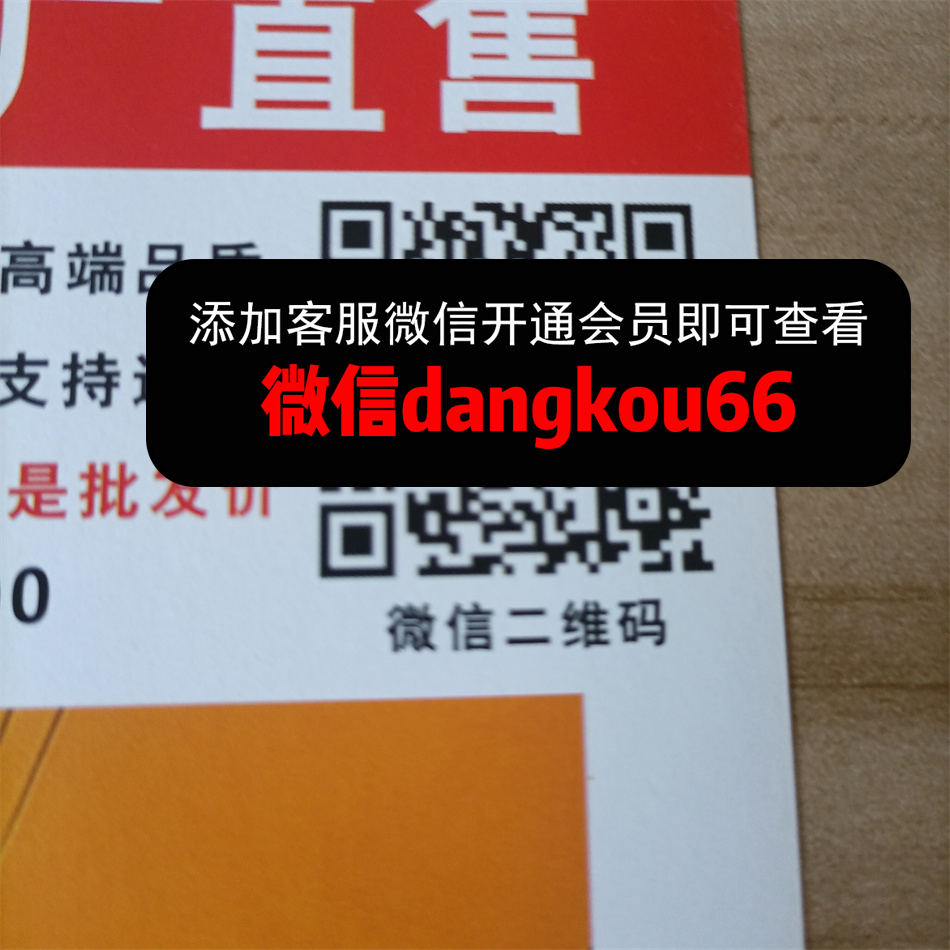 厂直售
高端品质
添加客服微信开通会员即可查看
支持
微信dangkou66
是批发价
0
微信二维码